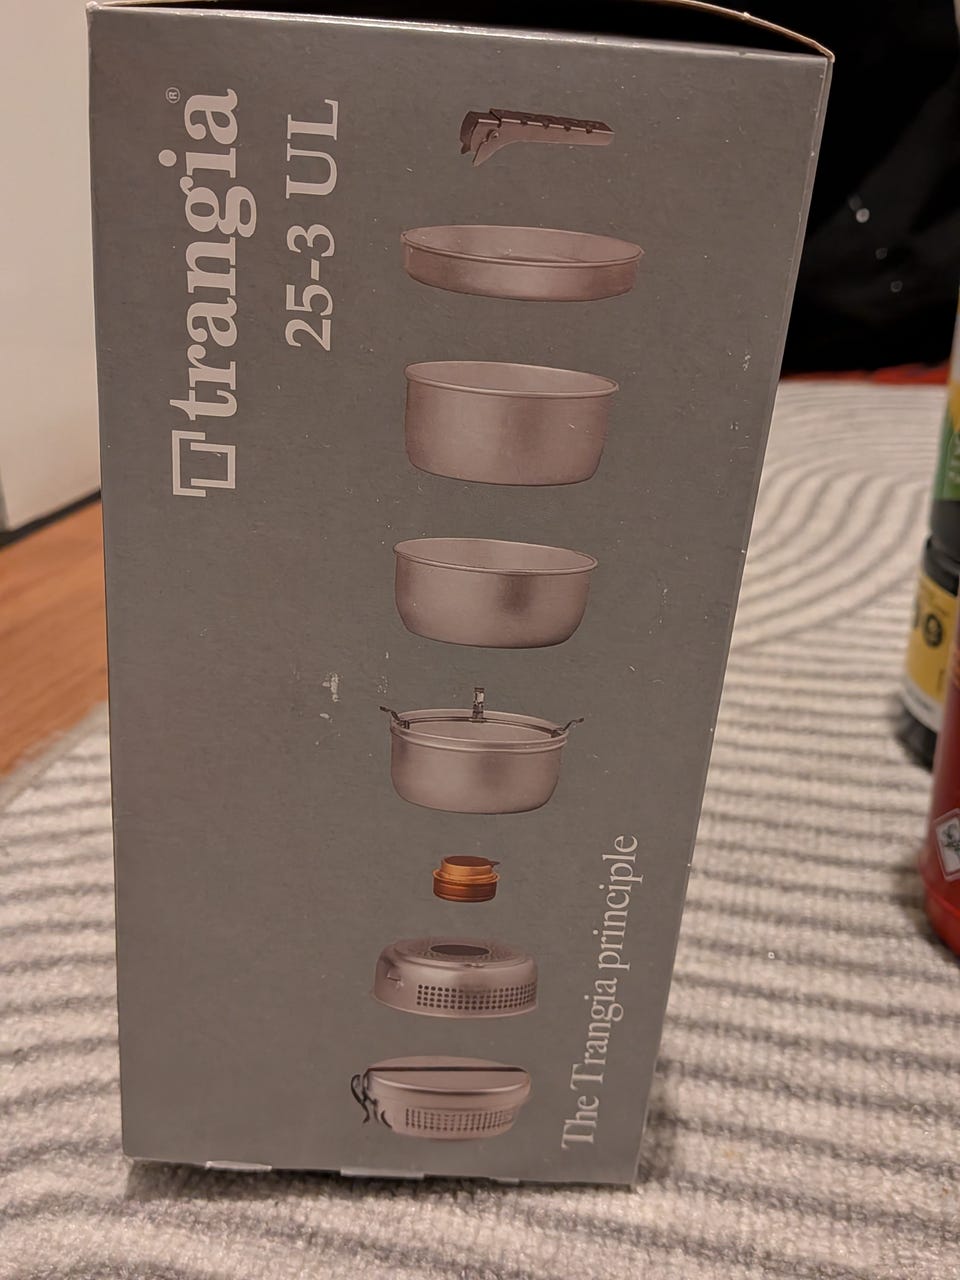 trangia®
25-3 UL
The Trangia principle